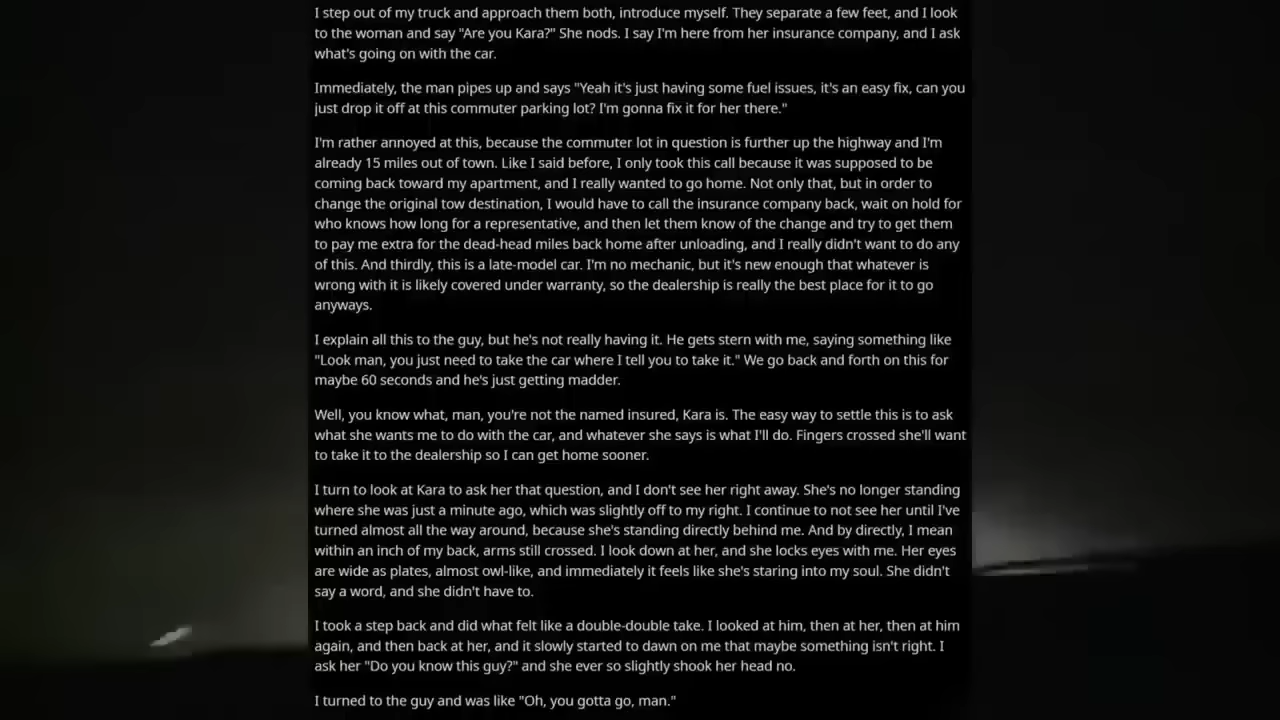 I step out of my truck and approach them both, introduce myself. They separate a few feet, and I look
to the woman and say "Are you Kara?" She nods. I say I'm here from her insurance company, and I ask
what's going on with the car.
Immediately, the man pipes up and says "Yeah it's just having some fuel issues, it's an easy fix, can you
just drop it off at this commuter parking lot? I'm gonna fix it for her there."
I'm rather annoyed at this, because the commuter lot in question is further up the highway and I'm
already 15 miles out of town. Like I said before, I only took this call because it was supposed to be
coming back toward my apartment, and I really wanted to go home. Not only that, but in order to
change the original tow destination, I would have to call the insurance company back, wait on hold for
who knows how long for a representative, and then let them know of the change and try to get them
to pay me extra for the dead-head miles back home after unloading, and I really didn't want to do any
of this. And thirdly, this is a late-model car. I'm no mechanic, but it's new enough that whatever is
wrong with it is likely covered under warranty, so the dealership is really the best place for it to go
anyways.
I explain all this to the guy, but he's not really having it. He gets stern with me, saying something like
"Look man, you just need to take the car where I tell you to take it." We go back and forth on this for
maybe 60 seconds and he's just getting madder.
Well, you know what, man, you're not the named insured, Kara is. The easy way to settle this is to ask
what she wants me to do with the car, and whatever she says is what I'll do. Fingers crossed she'll want
to take it to the dealership so I can get home sooner.
I turn to look at Kara to ask her that question, and I don't see her right away. She's no longer standing
where she was just a minute ago, which was slightly off to my right. I continue to not see her until I've
turned almost all the way around, because she's standing directly behind me. And by directly, I mean
within an inch of my back, arms still crossed. I look down at her, and she locks eyes with me. Her eyes
are wide as plates, almost owl-like, and immediately it feels like she's staring into my soul. She didn't
say a word, and she didn't have to.
I took a step back and did what felt like a double-double take. I looked at him, then at her, then at him
again, and then back at her, and it slowly started to dawn on me that maybe something isn't right. I
ask her "Do you know this guy?" and she ever so slightly shook her head no.
I turned to the guy and was like "Oh, you gotta go, man."